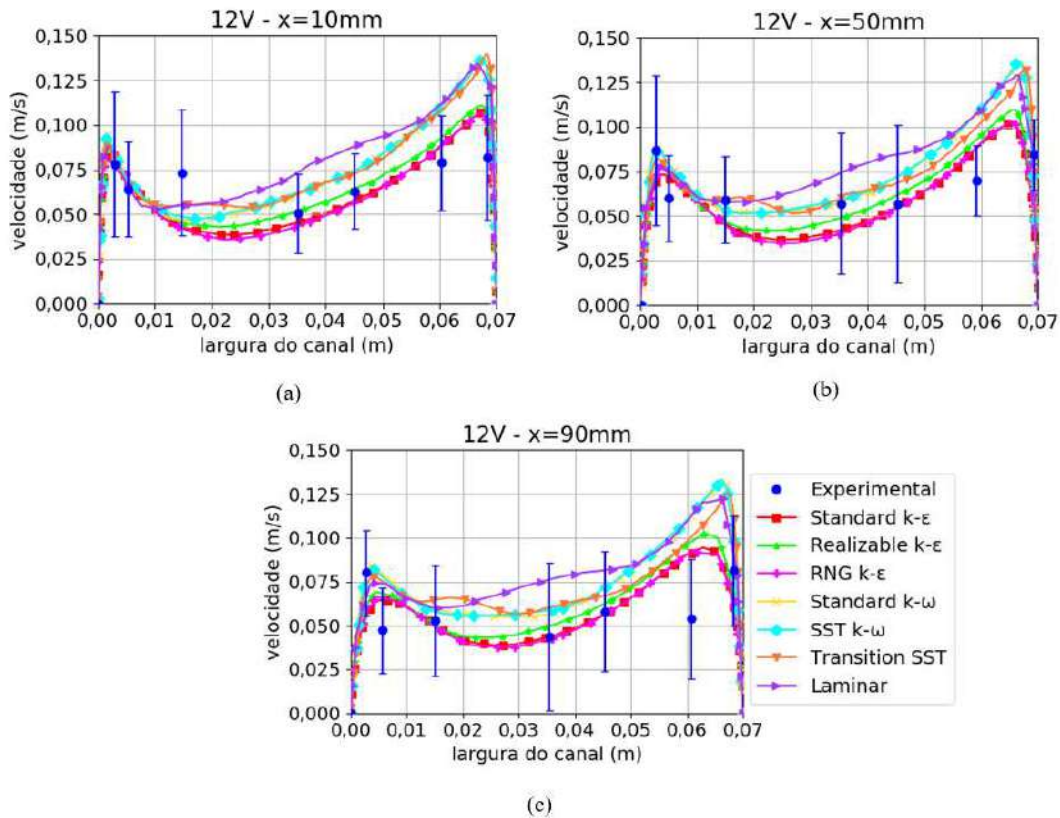 12V - x=10mm
0,150
0,125
0,100
0,075
0,050
0,025
0,000
velocidade (m/s)
0,00 0,01 0,02 0,03 0,04 0,05 0,06 0,07
largura do canal (m)
(a)
12V - x=50mm
0,150
0,125
0,100
0,075
0,050
0,025
0,000
velocidade (m/s)
0,00 0,01 0,02 0,03 0,04 0,05 0,06 0,07
largura do canal (m)
(b)
12V - x=90mm
0,150
0,125
0,100
0,075
0,050
0,025
0,000
velocidade (m/s)
0,00 0,01 0,02 0,03 0,04 0,05 0,06 0,07
largura do canal (m)
Experimental
Standard k-ε
Realizable k-ε
RNG k-ε
Standard k-ω
SST k-ω
Transition SST
Laminar
(c)